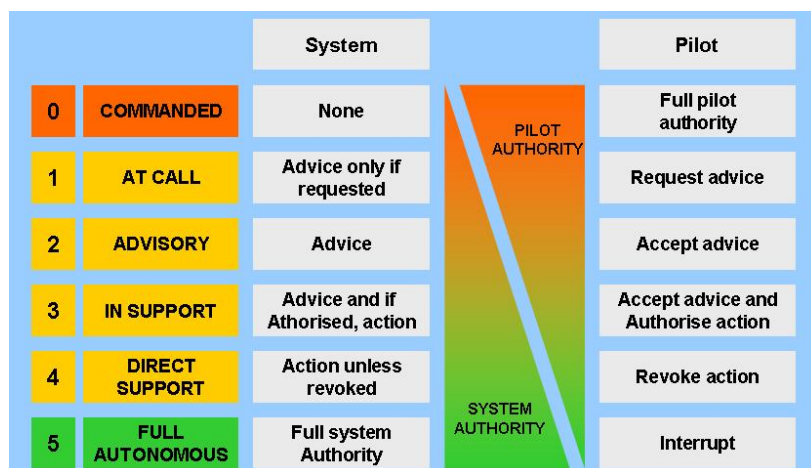 System
Pilot
0
COMMANDED
None
PILOT
AUTHORITY
Full pilot
authority
1
AT CALL
Advice only if
requested
Request advice
2
ADVISORY
Advice
Accept advice
3
IN SUPPORT
Advice and if
Athorised, action
Accept advice and
Authorise action
4
DIRECT
SUPPORT
Action unless
revoked
Revoke action
SYSTEM
AUTHORITY
5
FULL
AUTONOMOUS
Full system
Authority
Interrupt